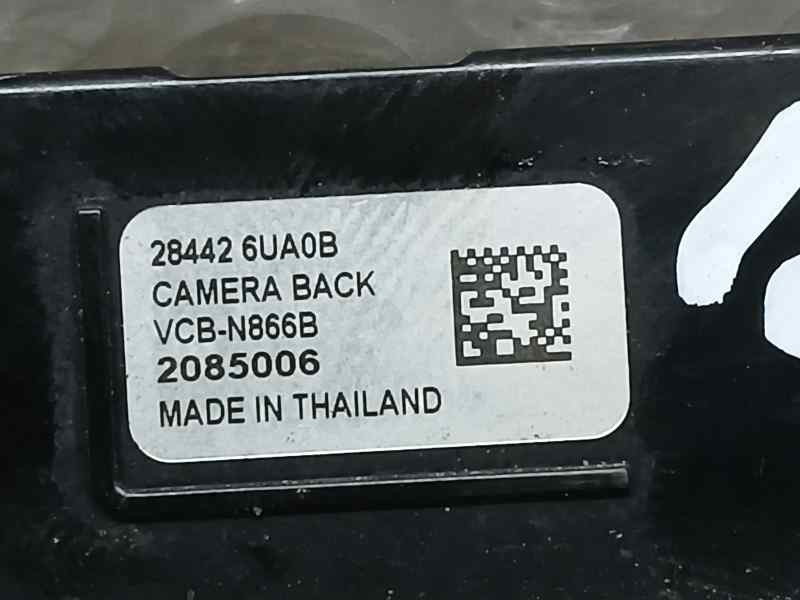 28442 6UA0B
CAMERA BACK
VCB-N866B
2085006
MADE IN THAILAND